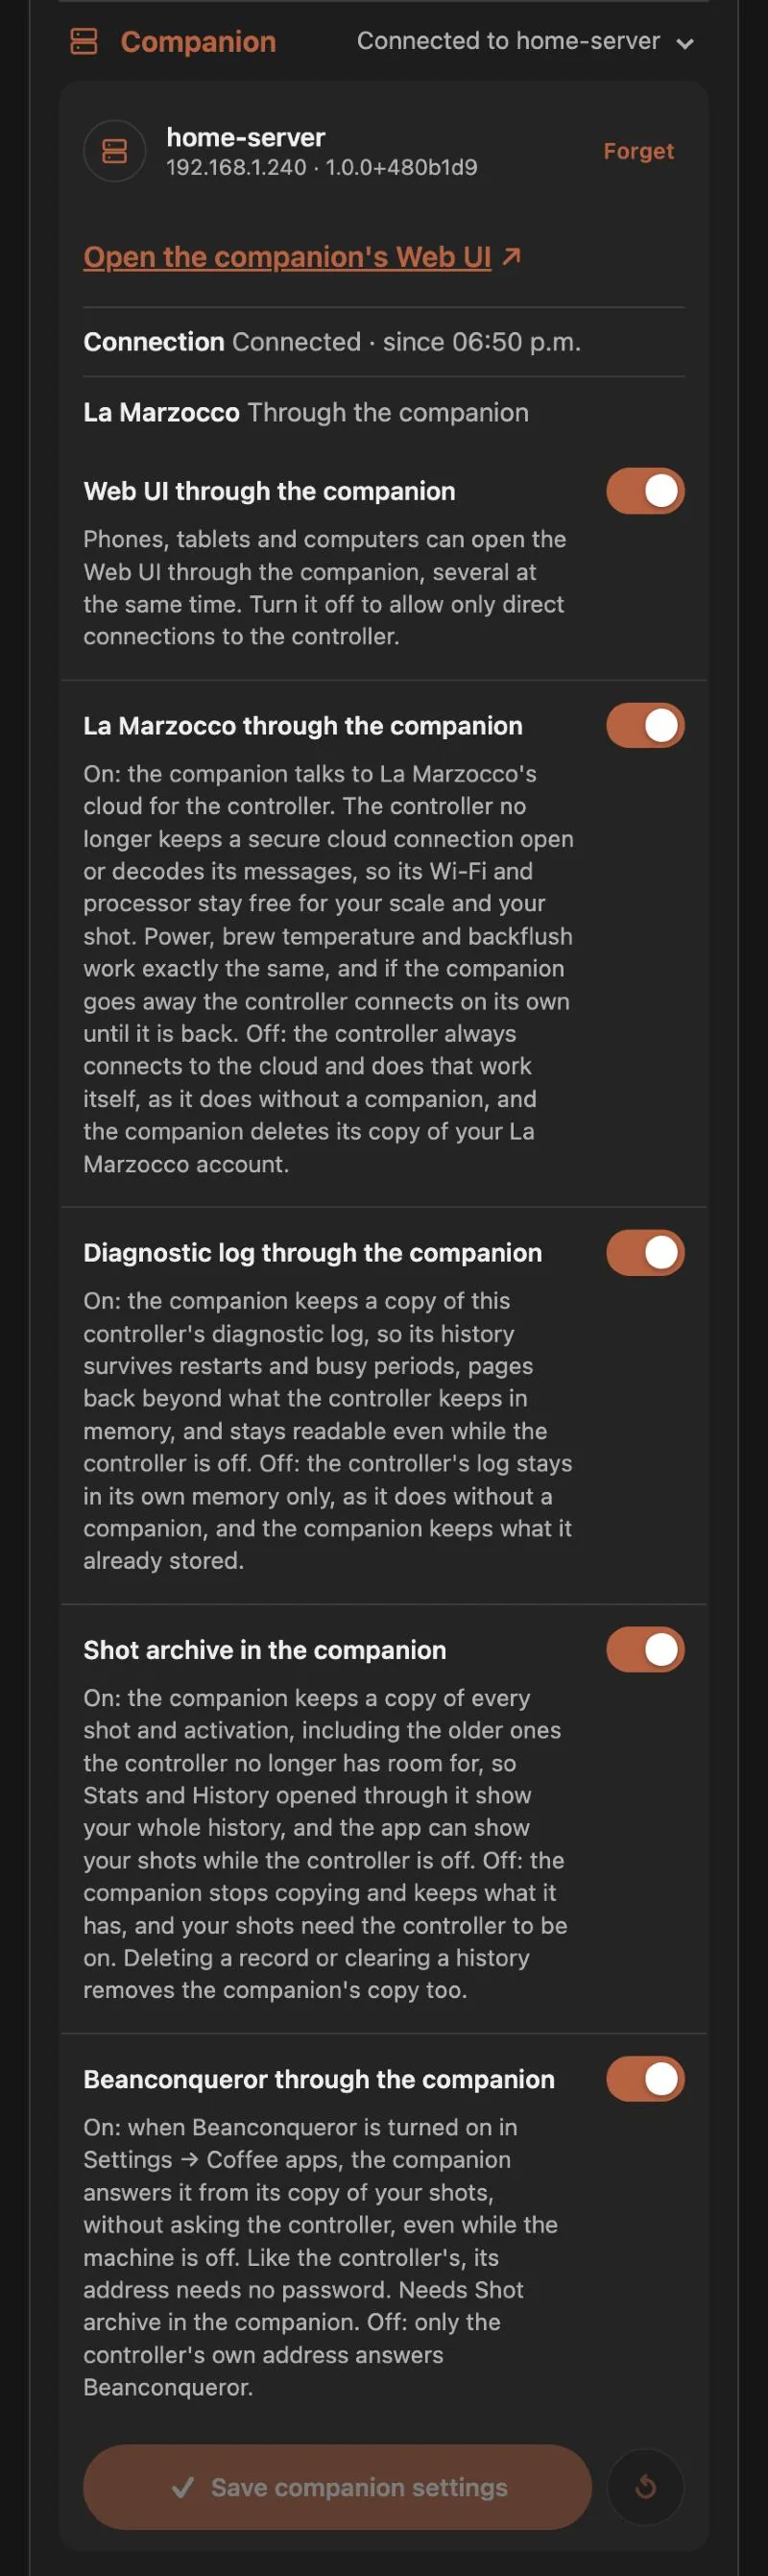 Companion
Connected to home-server
home-server
192.168.1.240 · 1.0.0+480b1d9
Forget
Open the companion's Web UI ↗
Connection Connected · since 06:50 p.m.
La Marzocco Through the companion
Web UI through the companion
Phones, tablets and computers can open the
Web UI through the companion, several at
the same time. Turn it off to allow only direct
connections to the controller.
La Marzocco through the companion
On: the companion talks to La Marzocco's
cloud for the controller. The controller no
longer keeps a secure cloud connection open
or decodes its messages, so its Wi-Fi and
processor stay free for your scale and your
shot. Power, brew temperature and backflush
work exactly the same, and if the companion
goes away the controller connects on its own
until it is back. Off: the controller always
connects to the cloud and does that work
itself, as it does without a companion, and
the companion deletes its copy of your La
Marzocco account.
Diagnostic log through the companion
On: the companion keeps a copy of this
controller's diagnostic log, so its history
survives restarts and busy periods, pages
back beyond what the controller keeps in
memory, and stays readable even while the
controller is off. Off: the controller's log stays
in its own memory only, as it does without a
companion, and the companion keeps what it
already stored.
Shot archive in the companion
On: the companion keeps a copy of every
shot and activation, including the older ones
the controller no longer has room for, so
Stats and History opened through it show
your whole history, and the app can show
your shots while the controller is off. Off: the
companion stops copying and keeps what it
has, and your shots need the controller to be
on. Deleting a record or clearing a history
removes the companion's copy too.
Beanconqueror through the companion
On: when Beanconqueror is turned on in
Settings → Coffee apps, the companion
answers it from its copy of your shots,
without asking the controller, even while the
machine is off. Like the controller's, its
address needs no password. Needs Shot
archive in the companion. Off: only the
controller's own address answers
Beanconqueror.
Save companion settings